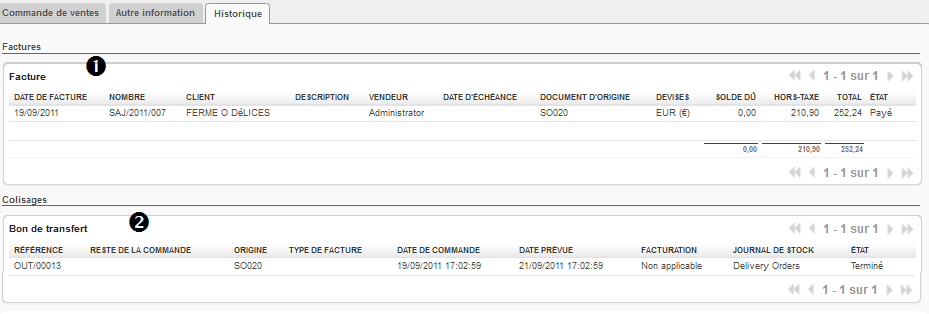 Commande de ventes Autre information Historique
Factures
1
Facture 1 - 1 sur 1
DATE DE FACTURE NOMBRE CLIENT DESCRIPTION VENDEUR DATE D'ÉCHÉANCE DOCUMENT D'ORIGINE DEVISES SOLDE DÛ HORS-TAXE TOTAL ÉTAT
19/09/2011 SAJ/2011/007 FERME O DéLICES Administrator SO020 EUR (€) 0,00 210,90 252,24 Payé
0,00 210,90 252,24
1 - 1 sur 1
Colisages
2
Bon de transfert 1 - 1 sur 1
RÉFÉRENCE RESTE DE LA COMMANDE ORIGINE TYPE DE FACTURE DATE DE COMMANDE DATE PRÉVUE FACTURATION JOURNAL DE STOCK ÉTAT
OUT/00013 SO020 19/09/2011 17:02:59 21/09/2011 17:02:59 Non applicable Delivery Orders Terminé
1 - 1 sur 1